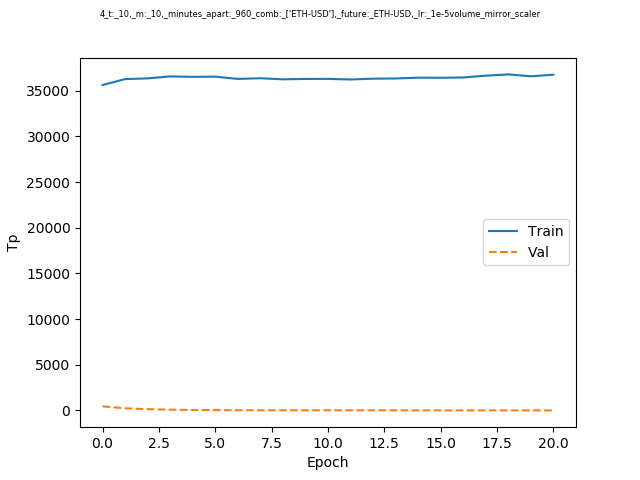 4_t:_10,_m:_10,_minutes_apart:_960_comb:_['ETH-USD'],_future:_ETH-USD,_lr:_1e-5volume_mirror_scaler
35000
30000
25000
20000
15000
10000
5000
0
Tp
Train
Val
0.0 2.5 5.0 7.5 10.0 12.5 15.0 17.5 20.0
Epoch